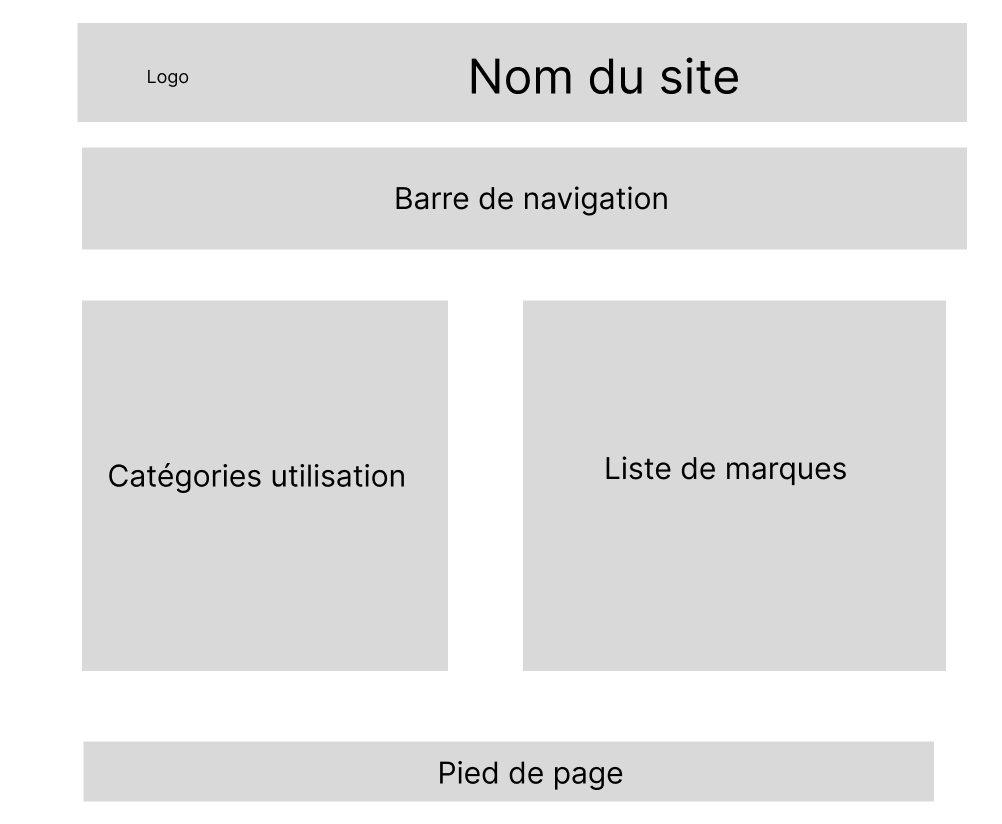 Logo
Nom du site
Barre de navigation
Catégories utilisation
Liste de marques
Pied de page